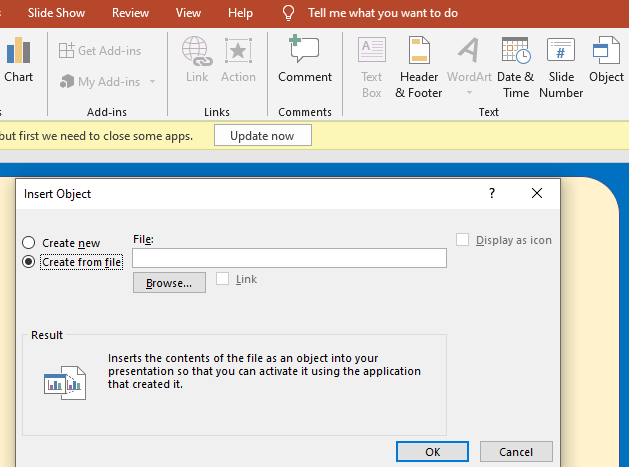 Slide Show Review View Help Tell me what you want to do
Get Add-ins
My Add-ins
Chart
Link Action
Comment
Text
Box
Header
& Footer
WordArt
Date &
Time
Slide
Number
Object
Add-ins Links Comments Text
but first we need to close some apps. Update now
Insert Object ?
Create new
Create from file
File:
Display as icon
Browse... Link
Result
Inserts the contents of the file as an object into your
presentation so that you can activate it using the application
that created it.
OK Cancel